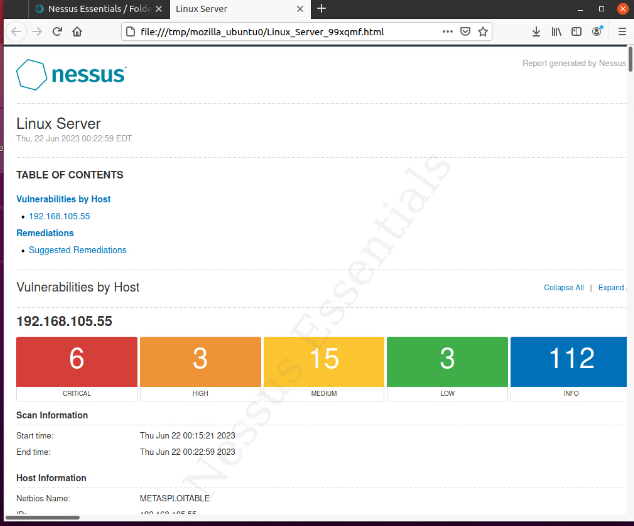 Nessus Essentials / Folde
Linux Server
file:///tmp/mozilla_ubuntu0/Linux_Server_99xqmf.html
nessus
Report generated by Nessus
Linux Server
Thu, 22 Jun 2023 00:22:59 EDT
TABLE OF CONTENTS
Vulnerabilities by Host
• 192.168.105.55
Remediations
• Suggested Remediations
Vulnerabilities by Host
Collapse All | Expand
192.168.105.55
6 3 15 3 112
CRITICAL HIGH MEDIUM LOW INFO
Scan Information
Start time: Thu Jun 22 00:15:21 2023
End time: Thu Jun 22 00:22:59 2023
Host Information
Netbios Name: METASPLOITABLE
IP: 192.168.105.55
Nessus Essentials